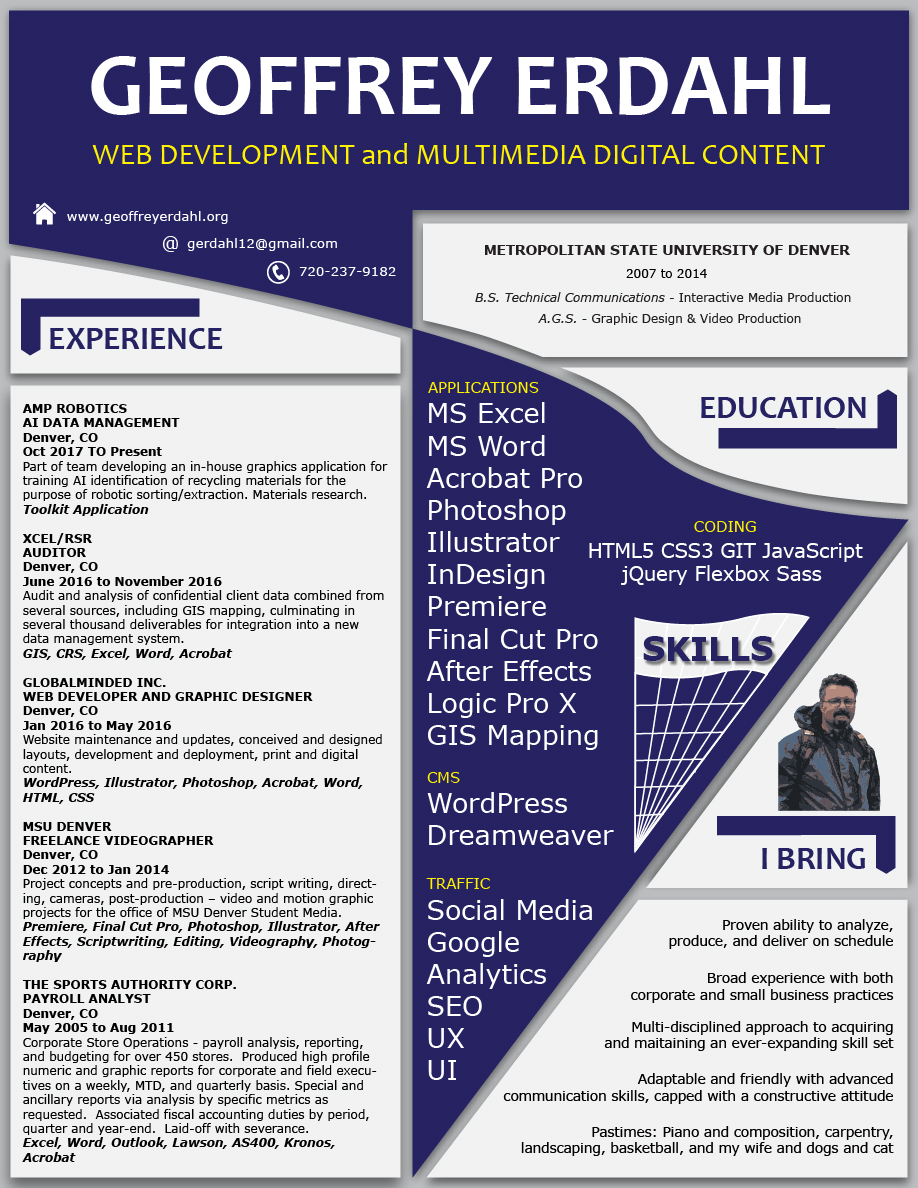 GEOFFREY ERDAHL
WEB DEVELOPMENT and MULTIMEDIA DIGITAL CONTENT
www.geoffreyerdahl.org
@ gerdahl12@gmail.com
720-237-9182
EXPERIENCE
AMP ROBOTICS
AI DATA MANAGEMENT
Denver, CO
Oct 2017 TO Present
Part of team developing an in-house graphics application for
training AI identification of recycling materials for the
purpose of robotic sorting/extraction. Materials research.
Toolkit Application
XCEL/RSR
AUDITOR
Denver, CO
June 2016 to November 2016
Audit and analysis of confidential client data combined from
several sources, including GIS mapping, culminating in
several thousand deliverables for integration into a new
data management system.
GIS, CRS, Excel, Word, Acrobat
GLOBALMINDED INC.
WEB DEVELOPER AND GRAPHIC DESIGNER
Denver, CO
Jan 2016 to May 2016
Website maintenance and updates, conceived and designed
layouts, development and deployment, print and digital
content.
WordPress, Illustrator, Photoshop, Acrobat, Word,
HTML, CSS
MSU DENVER
FREELANCE VIDEOGRAPHER
Denver, CO
Dec 2012 to Jan 2014
Project concepts and pre-production, script writing, direct-
ing, cameras, post-production – video and motion graphic
projects for the office of MSU Denver Student Media.
Premiere, Final Cut Pro, Photoshop, Illustrator, After
Effects, Scriptwriting, Editing, Videography, Photog-
raphy
THE SPORTS AUTHORITY CORP.
PAYROLL ANALYST
Denver, CO
May 2005 to Aug 2011
Corporate Store Operations - payroll analysis, reporting,
and budgeting for over 450 stores.  Produced high profile
numeric and graphic reports for corporate and field execu-
tives on a weekly, MTD, and quarterly basis. Special and
ancillary reports via analysis by specific metrics as
requested.  Associated fiscal accounting duties by period,
quarter and year-end.  Laid-off with severance.
Excel, Word, Outlook, Lawson, AS400, Kronos,
Acrobat
METROPOLITAN STATE UNIVERSITY OF DENVER
2007 to 2014
B.S. Technical Communications - Interactive Media Production
A.G.S. - Graphic Design & Video Production
EDUCATION
APPLICATIONS
MS Excel
MS Word
Acrobat Pro
Photoshop
Illustrator
InDesign
Premiere
Final Cut Pro
After Effects
Logic Pro X
GIS Mapping
CMS
WordPress
Dreamweaver
TRAFFIC
Social Media
Google
Analytics
SEO
UX
UI
CODING
HTML5 CSS3 GIT JavaScript
jQuery Flexbox Sass
SKILLS
I BRING
Proven ability to analyze,
produce, and deliver on schedule
Broad experience with both
corporate and small business practices
Multi-disciplined approach to acquiring
and maitaining an ever-expanding skill set
Adaptable and friendly with advanced
communication skills, capped with a constructive attitude
Pastimes: Piano and composition, carpentry,
landscaping, basketball, and my wife and dogs and cat